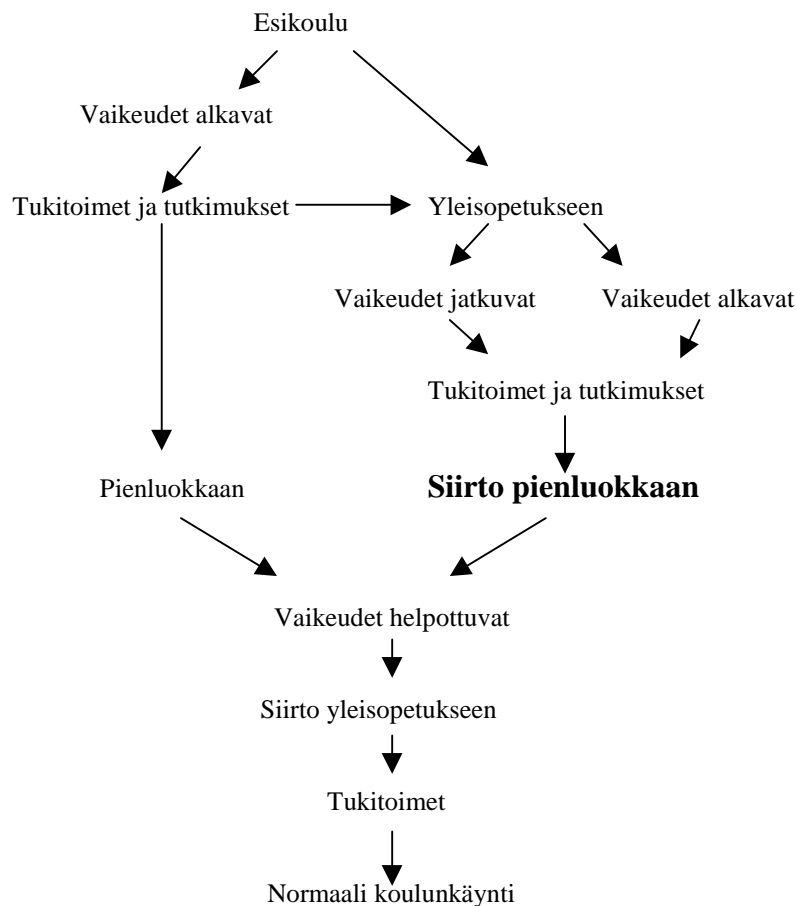 Esikoulu
Vaikeudet alkavat
Tukitoimet ja tutkimukset
Yleisopetukseen
Vaikeudet jatkuvat
Vaikeudet alkavat
Tukitoimet ja tutkimukset
Pienluokkaan
Siirto pienluokkaan
Vaikeudet helpottuvat
Siirto yleisopetukseen
Tukitoimet
Normaali koulunkäynti